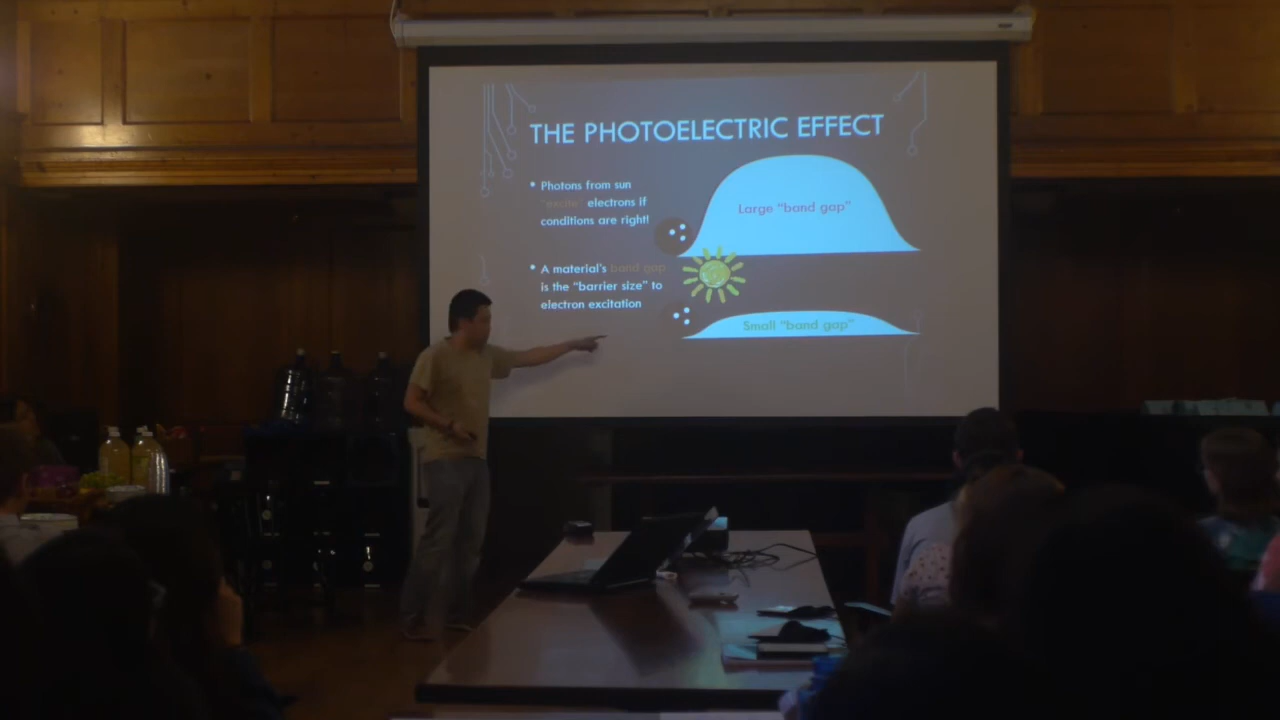 THE PHOTOELECTRIC EFFECT
• Photons from sun
"excite" electrons if
conditions are right!
• A material's band gap
is the "barrier size" to
electron excitation
Large "band gap"
Small "band gap"